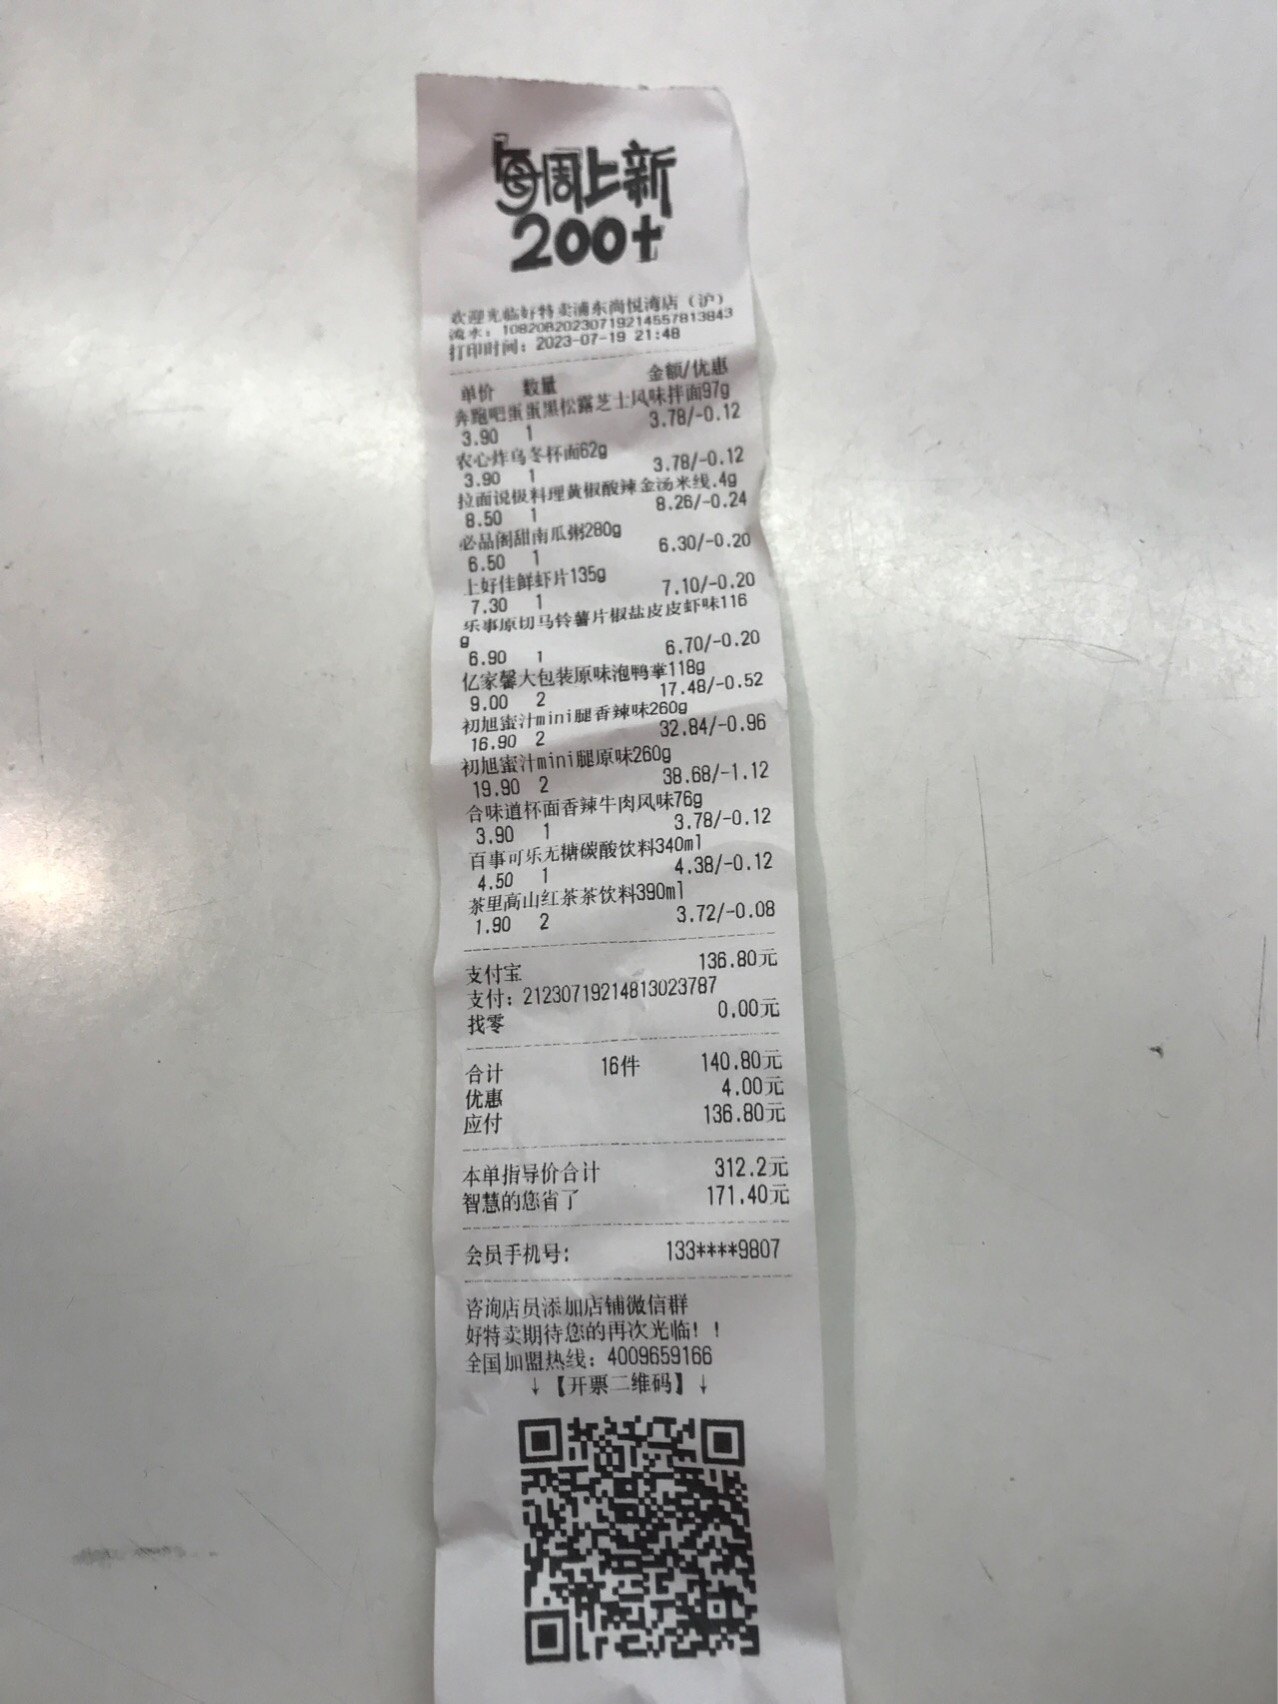 每周上新
200+
欢迎光临好特卖浦东尚悦湾店（沪）
流水：10820B20230719214557813843
打印时间：2023-07-19 21:48
单价 数量 金额/优惠
奔跑吧蛋蛋黑松露芝士风味拌面97g
3.90 1 3.78/-0.12
农心炸乌冬杯面62g
3.90 1 3.78/-0.12
拉面说极料理黄椒酸辣金汤米线.4g
8.50 1 8.26/-0.24
必品阁甜南瓜粥280g
6.50 1 6.30/-0.20
上好佳鲜虾片135g
7.30 1 7.10/-0.20
乐事原切马铃薯片椒盐皮皮虾味116
g
6.90 1 6.70/-0.20
亿家馨大包装原味泡鸭掌118g
9.00 2 17.48/-0.52
初旭蜜汁mini腿香辣味260g
16.90 2 32.84/-0.96
初旭蜜汁mini腿原味260g
19.90 2 38.68/-1.12
合味道杯面香辣牛肉风味76g
3.90 1 3.78/-0.12
百事可乐无糖碳酸饮料340ml
4.50 1 4.38/-0.12
茶里高山红茶茶饮料390ml
1.90 2 3.72/-0.08
支付宝 136.80元
支付：21230719214813023787
找零 0.00元
合计 16件 140.80元
优惠 4.00元
应付 136.80元
本单指导价合计 312.2元
智慧的您省了 171.40元
会员手机号: 133****9807
咨询店员添加店铺微信群
好特卖期待您的再次光临！！
全国加盟热线：4009659166
↓【开票二维码】↓